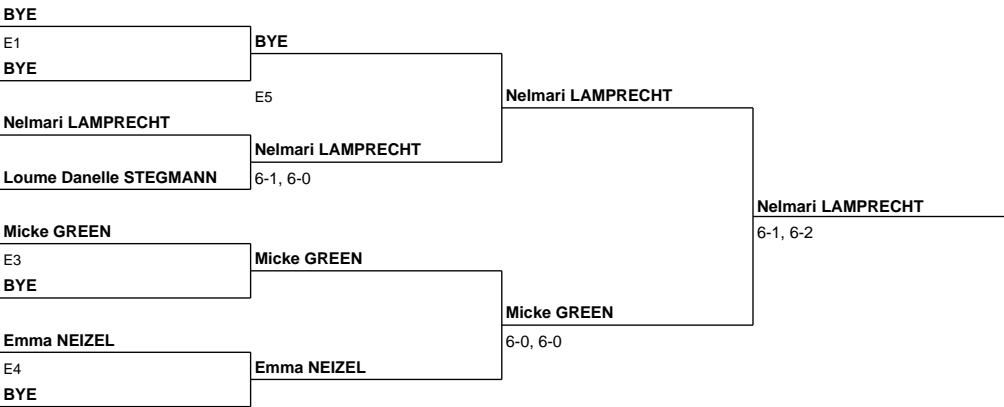 BYE
E1
BYE
BYE
E5
Nelmari LAMPRECHT
Nelmari LAMPRECHT
Nelmari LAMPRECHT
Loume Danelle STEGMANN
6-1, 6-0
Nelmari LAMPRECHT
6-1, 6-2
Micke GREEN
E3
BYE
Micke GREEN
Micke GREEN
6-0, 6-0
Emma NEIZEL
E4
BYE
Emma NEIZEL